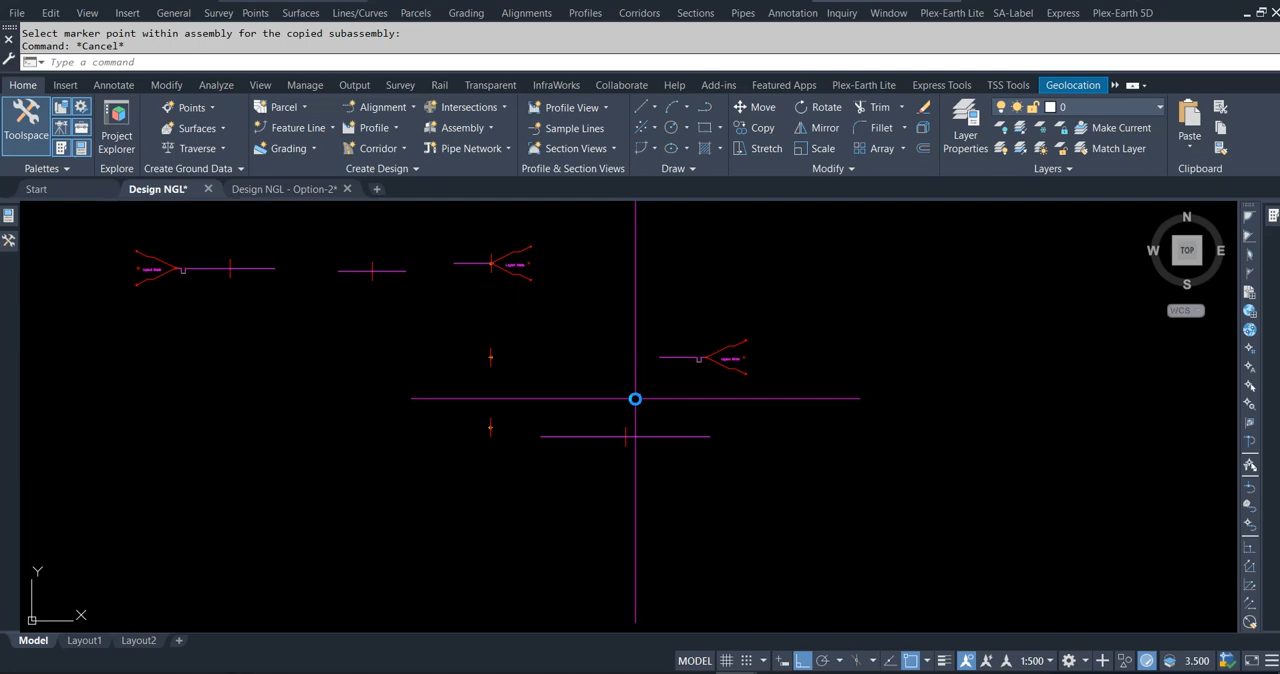 File Edit View Insert General Survey Points Surfaces Lines/Curves Parcels Grading Alignments Profiles Corridors Sections Pipes Annotation Inquiry Window Plex-Earth Lite SA-Label Express Plex-Earth 5D
Select marker point within assembly for the copied subassembly:
Command: *Cancel*
Type a command
Home Insert Annotate Modify Analyze View Manage Output Survey Rail Transparent InfraWorks Collaborate Help Add-ins Featured Apps Plex-Earth Lite Express Tools TSS Tools Geolocation
Points Parcel Alignment Intersections Profile View Move Rotate Trim 0
Toolspace Project Explorer Surfaces Feature Line Profile Assembly Sample Lines Copy Mirror Fillet Layer Properties Make Current Paste
Traverse Grading Corridor Pipe Network Section Views Stretch Scale Array Match Layer
Palettes Explore Create Ground Data Create Design Profile & Section Views Draw Modify Layers Clipboard
Start Design NGL* Design NGL - Option-2*
N
W TOP E
S
WCS
Y
X
Model Layout1 Layout2
MODEL 1:500 3.500